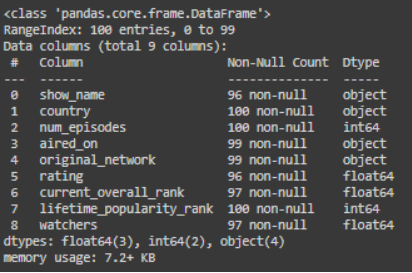 <class 'pandas.core.frame.DataFrame'>
RangeIndex: 100 entries, 0 to 99
Data columns (total 9 columns):
 #   Column                    Non-Null Count  Dtype
---  ------                    --------------  -----
 0   show_name                 96 non-null     object
 1   country                   100 non-null    object
 2   num_episodes              100 non-null    int64
 3   aired_on                  99 non-null     object
 4   original_network          99 non-null     object
 5   rating                    96 non-null     float64
 6   current_overall_rank      97 non-null     float64
 7   lifetime_popularity_rank  100 non-null    int64
 8   watchers                  97 non-null     float64
dtypes: float64(3), int64(2), object(4)
memory usage: 7.2+ KB